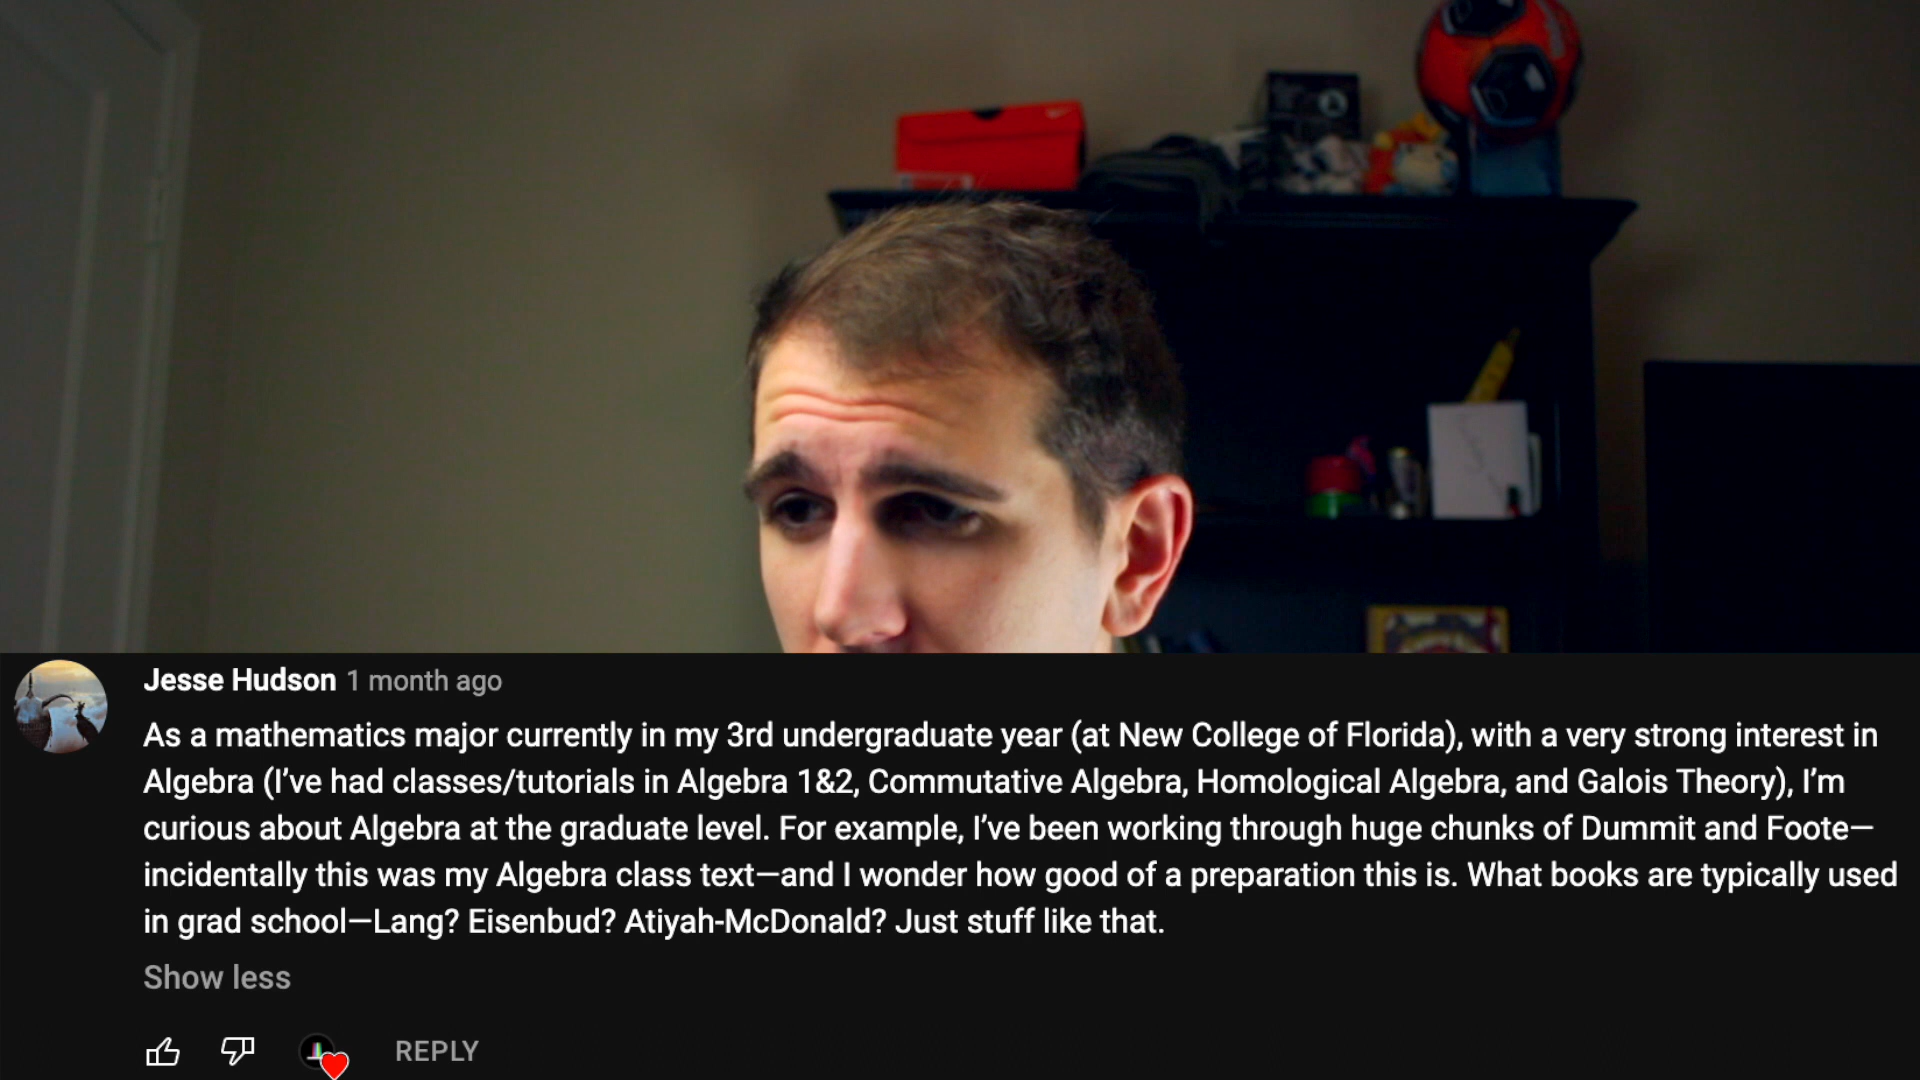 Jesse Hudson 1 month ago
As a mathematics major currently in my 3rd undergraduate year (at New College of Florida), with a very strong interest in
Algebra (I’ve had classes/tutorials in Algebra 1&2, Commutative Algebra, Homological Algebra, and Galois Theory), I’m
curious about Algebra at the graduate level. For example, I’ve been working through huge chunks of Dummit and Foote—
incidentally this was my Algebra class text—and I wonder how good of a preparation this is. What books are typically used
in grad school—Lang? Eisenbud? Atiyah-McDonald? Just stuff like that.
Show less
REPLY